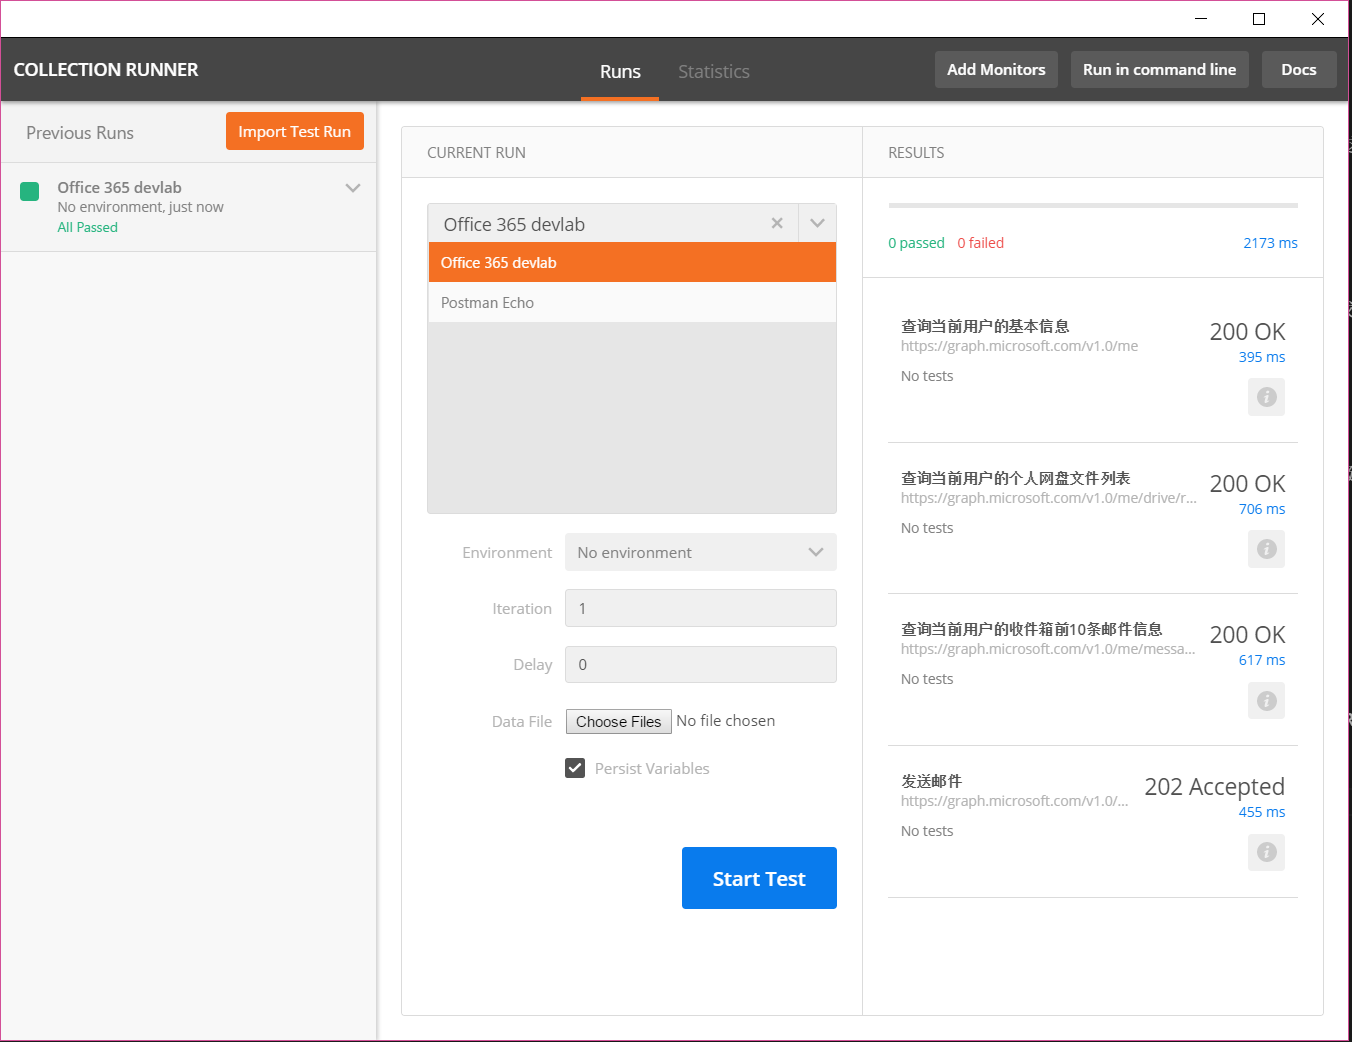 COLLECTION RUNNER
Runs
Statistics
Add Monitors
Run in command line
Docs
Previous Runs
Import Test Run
Office 365 devlab
No environment, just now
All Passed
CURRENT RUN
Office 365 devlab
Office 365 devlab
Postman Echo
Environment
No environment
Iteration
1
Delay
0
Data File
Choose Files No file chosen
Persist Variables
Start Test
RESULTS
0 passed 0 failed
2173 ms
查询当前用户的基本信息
https://graph.microsoft.com/v1.0/me
No tests
200 OK
395 ms
查询当前用户的个人网盘文件列表
https://graph.microsoft.com/v1.0/me/drive/r...
No tests
200 OK
706 ms
查询当前用户的收件箱前10条邮件信息
https://graph.microsoft.com/v1.0/me/messa...
No tests
200 OK
617 ms
发送邮件
https://graph.microsoft.com/v1.0/...
No tests
202 Accepted
455 ms